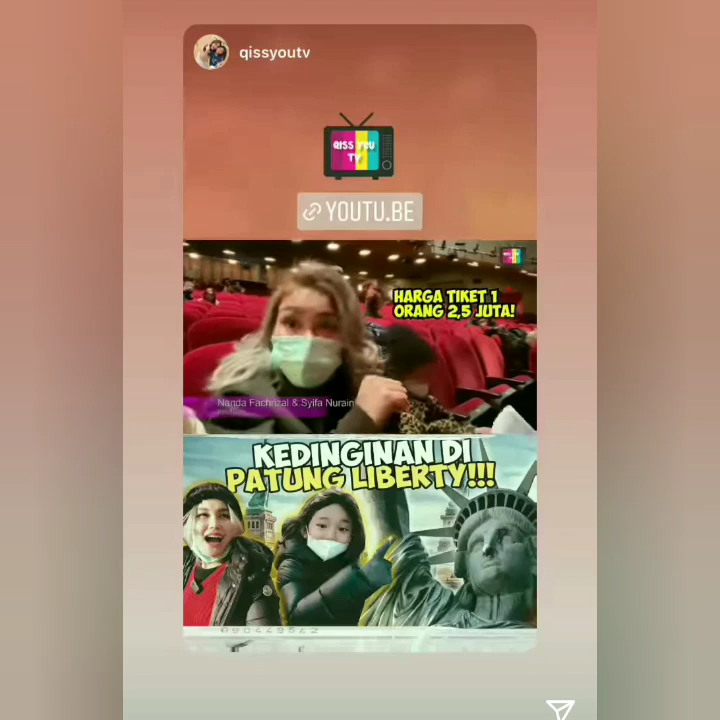 qissyoutv
QISS YOU
TV
YOUTU.BE
HARGA TIKET 1
ORANG 2,5 JUTA!
Nanda Fachrizal & Syifa Nurain
KEDINGINAN DI
PATUNG LIBERTY!!!